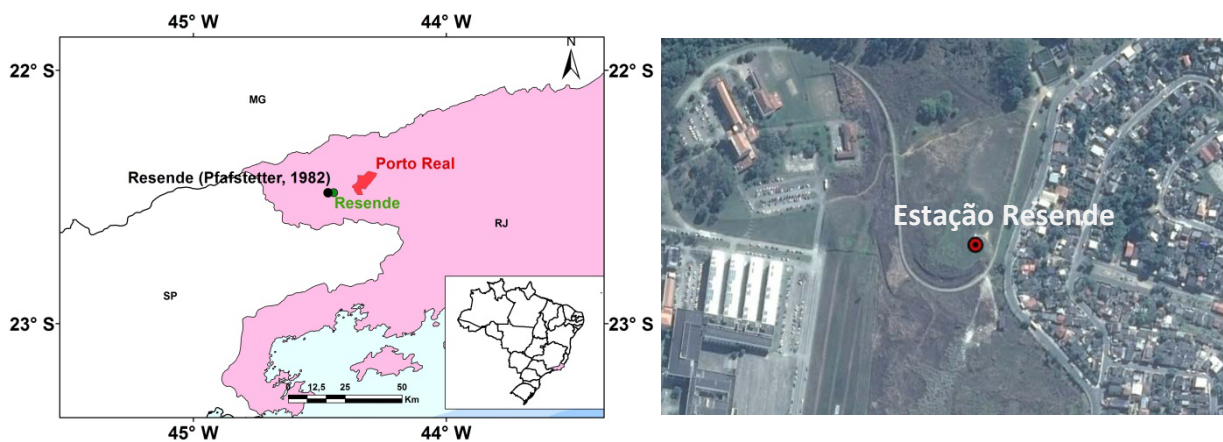 45° W
44° W
N
22° S
22° S
MG
Porto Real
Resende (Pfafstetter, 1982)
Resende
RJ
SP
23° S
23° S
0 12,5 25 50
Km
45° W
44° W
Estação Resende